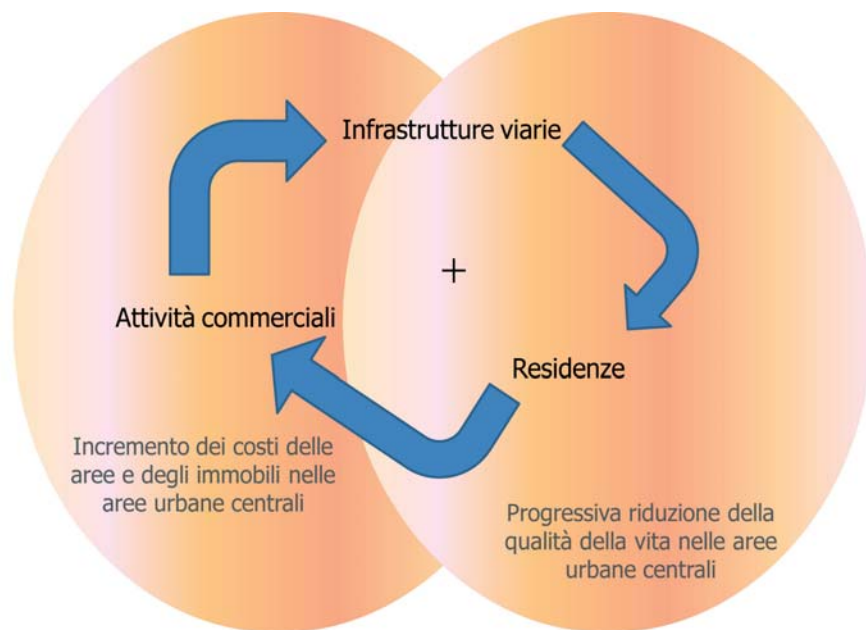 Infrastrutture viarie
+
Attività commerciali
Residenze
Incremento dei costi delle
aree e degli immobili nelle
aree urbane centrali
Progressiva riduzione della
qualità della vita nelle aree
urbane centrali